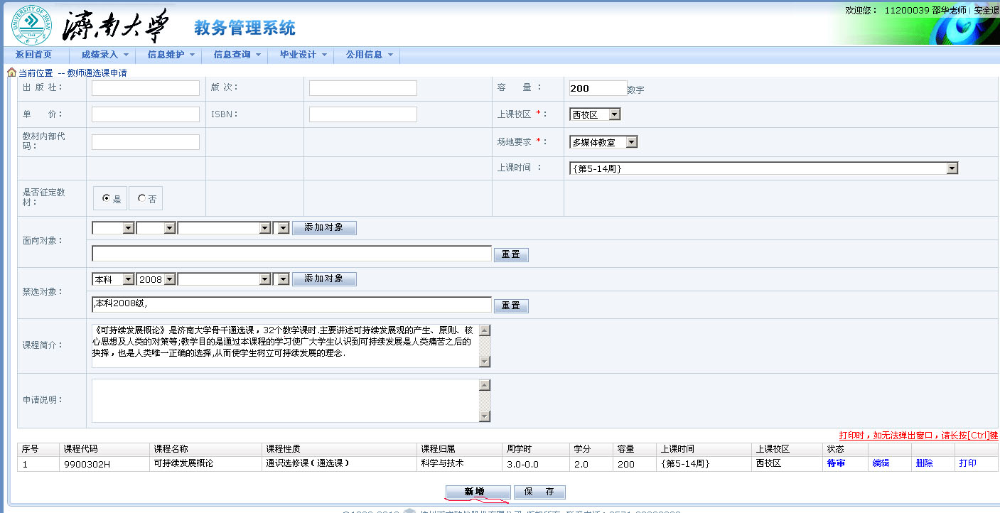 UNIVERSITY OF JINAN
济南大学 教务管理系统
欢迎您： 11200039 邵华老师 | 安全退
返回首页 成绩录入 信息维护 信息查询 毕业设计 公用信息
当前位置 -- 教师通选课申请
出 版 社： 版 次： 容 量 ： 200 数字
单 价： ISBN： 上课校区 *： 西校区
教材内部代码： 场地要求 *： 多媒体教室
上课时间 ： {第5-14周}
是否征定教材： 是 否
面向对象： 添加对象
重置
禁选对象： 本科 2008 添加对象
,本科2008级, 重置
课程简介：
《可持续发展概论》是济南大学骨干通选课，32个教学课时.主要讲述可持续发展观的产生、原则、核
心思想及人类的对策等;教学目的是通过本课程的学习使广大学生认识到可持续发展是人类痛苦之后的
抉择，也是人类唯一正确的选择,从而使学生树立可持续发展的理念.
申请说明：
打印时，如无法弹出窗口，请长按[Ctrl]键
序号 课程代码 课程名称 课程性质 课程归属 周学时 学分 容量 上课时间 上课校区 状态
1 9900302H 可持续发展概论 通识选修课（通选课） 科学与技术 3.0-0.0 2.0 200 {第5-14周} 西校区 待审 编辑 删除 打印
新增 保 存